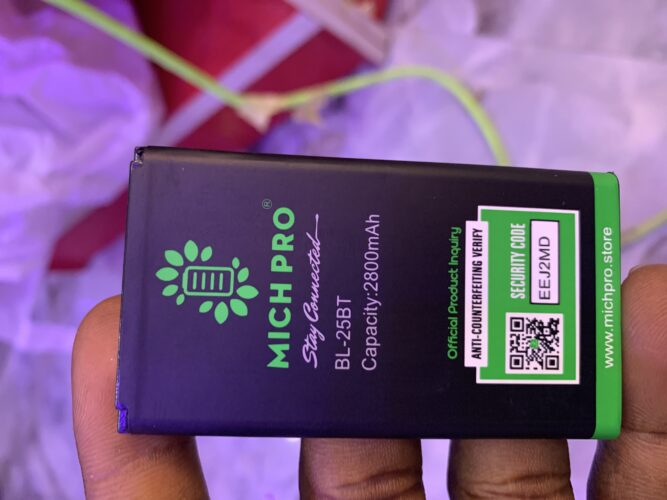 MICH PRO®
Stay Connected
BL-25BT
Capacity:2800mAh
Official Product Inquiry
ANTI-COUNTERFEITING VERIFY
SECURITY CODE
EEJ2MD
www.michpro.store